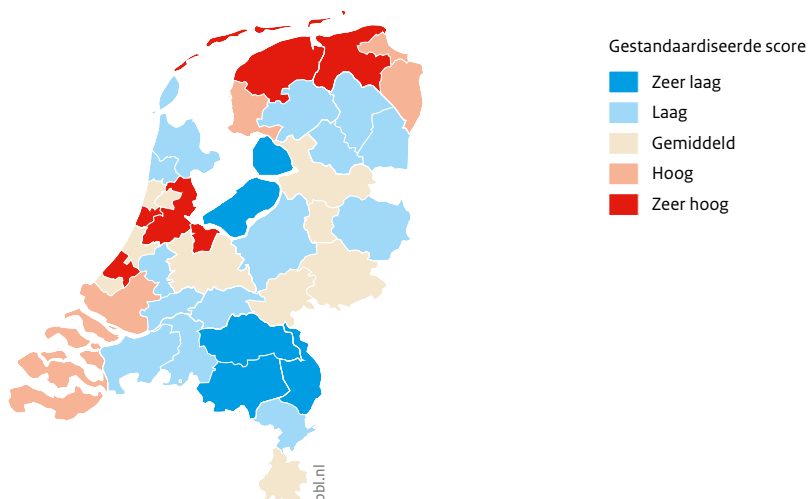 Gestandaardiseerde score
Zeer laag
Laag
Gemiddeld
Hoog
Zeer hoog
pbl.nl